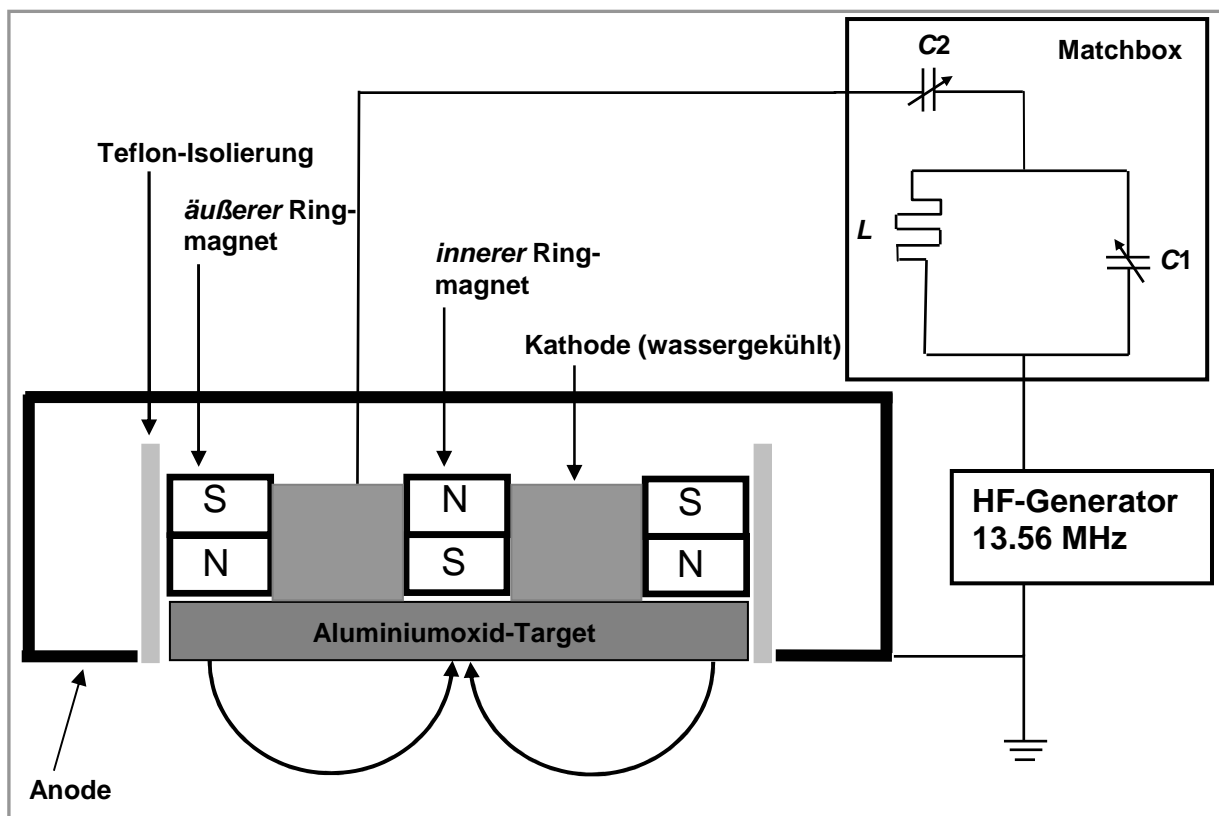 C2
Matchbox
Teflon-Isolierung
äußerer Ring-
magnet
innerer Ring-
magnet
L
C1
Kathode (wassergekühlt)
S
N
S
N
S
N
HF-Generator
13.56 MHz
Aluminiumoxid-Target
Anode